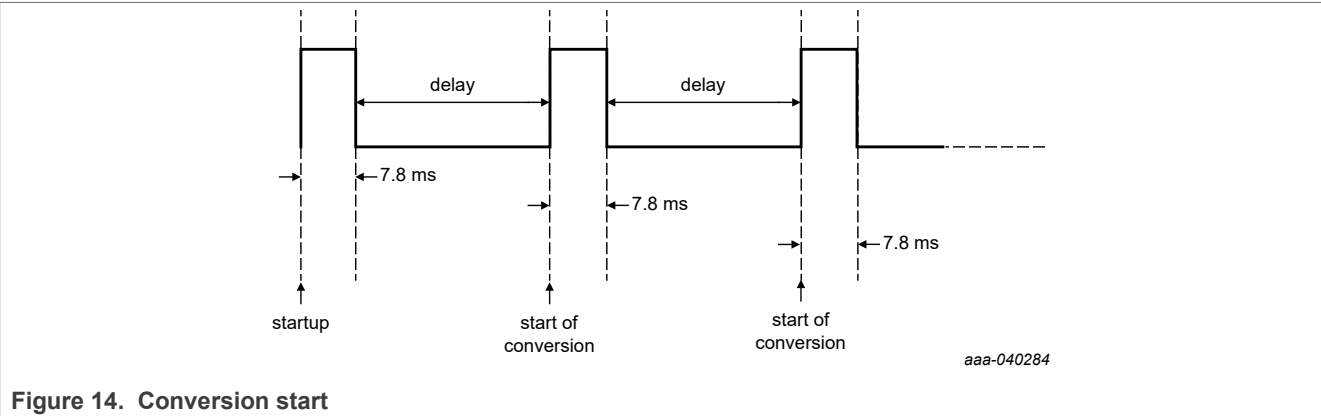 delay
delay
7.8 ms
7.8 ms
7.8 ms
startup
start of
conversion
start of
conversion
aaa-040284
Figure 14. Conversion start